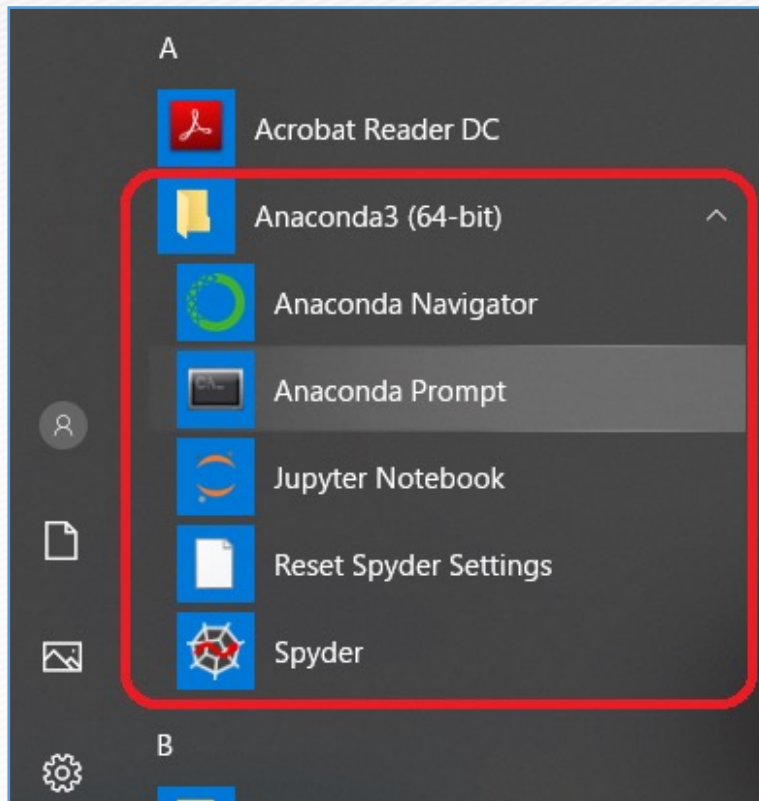 A
Acrobat Reader DC
Anaconda3 (64-bit)
Anaconda Navigator
Anaconda Prompt
Jupyter Notebook
Reset Spyder Settings
Spyder
B